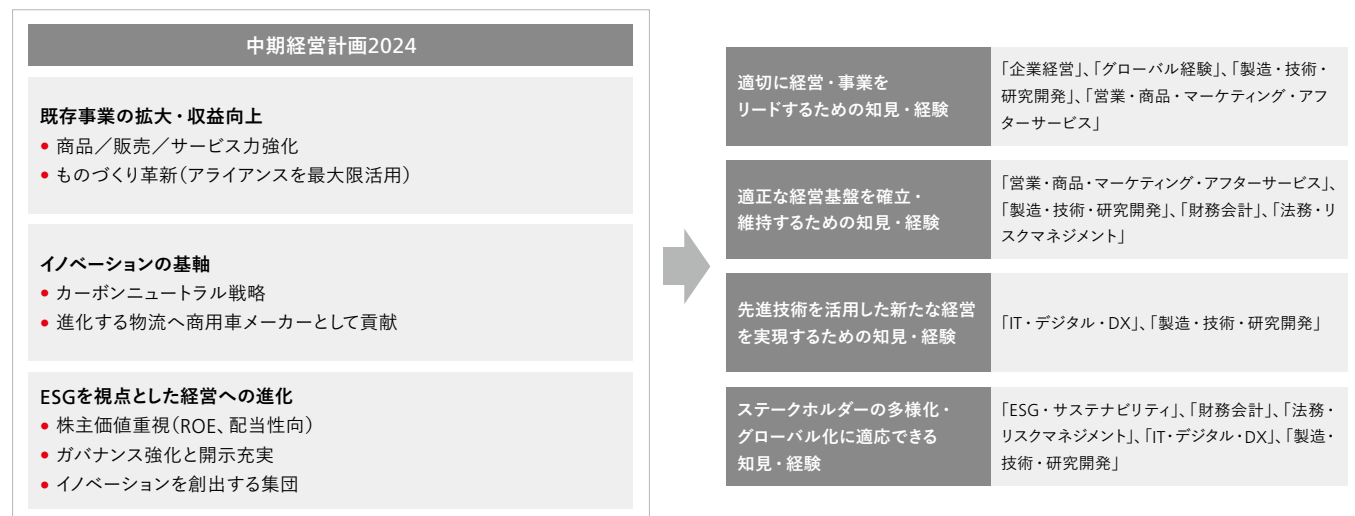 中期経営計画2024
既存事業の拡大・収益向上
● 商品／販売／サービス力強化
● ものづくり革新（アライアンスを最大限活用）
イノベーションの基軸
● カーボンニュートラル戦略
● 進化する物流へ商用車メーカーとして貢献
ESGを視点とした経営への進化
● 株主価値重視（ROE、配当性向）
● ガバナンス強化と開示充実
● イノベーションを創出する集団
適切に経営・事業を
リードするための知見・経験
「企業経営」、「グローバル経験」、「製造・技術・
研究開発」、「営業・商品・マーケティング・アフ
ターサービス」
適正な経営基盤を確立・
維持するための知見・経験
「営業・商品・マーケティング・アフターサービス」、
「製造・技術・研究開発」、「財務会計」、「法務・リ
スクマネジメント」
先進技術を活用した新たな経営
を実現するための知見・経験
「IT・デジタル・DX」、「製造・技術・研究開発」
ステークホルダーの多様化・
グローバル化に適応できる
知見・経験
「ESG・サステナビリティ」、「財務会計」、「法務・
リスクマネジメント」、「IT・デジタル・DX」、「製造・
技術・研究開発」